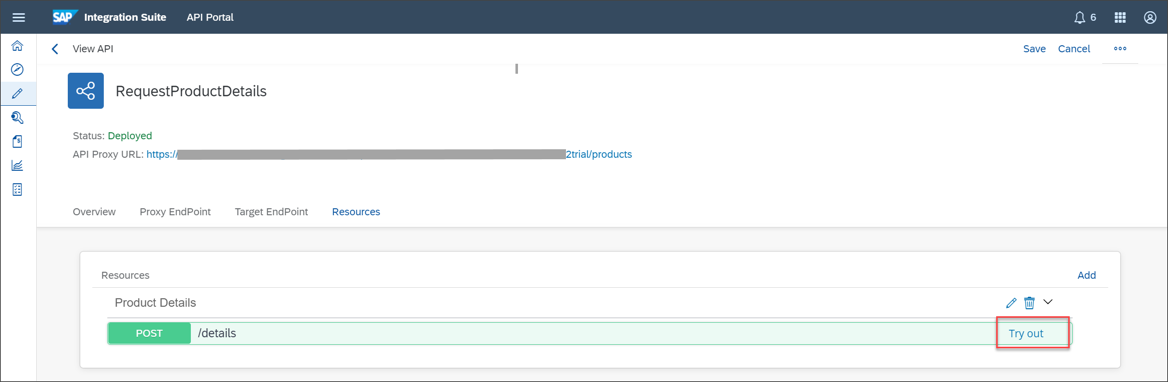 SAP Integration Suite API Portal 6
View API Save Cancel
RequestProductDetails
Status: Deployed
API Proxy URL: https:// 2trial/products
Overview Proxy EndPoint Target EndPoint Resources
Resources Add
Product Details
POST /details Try out